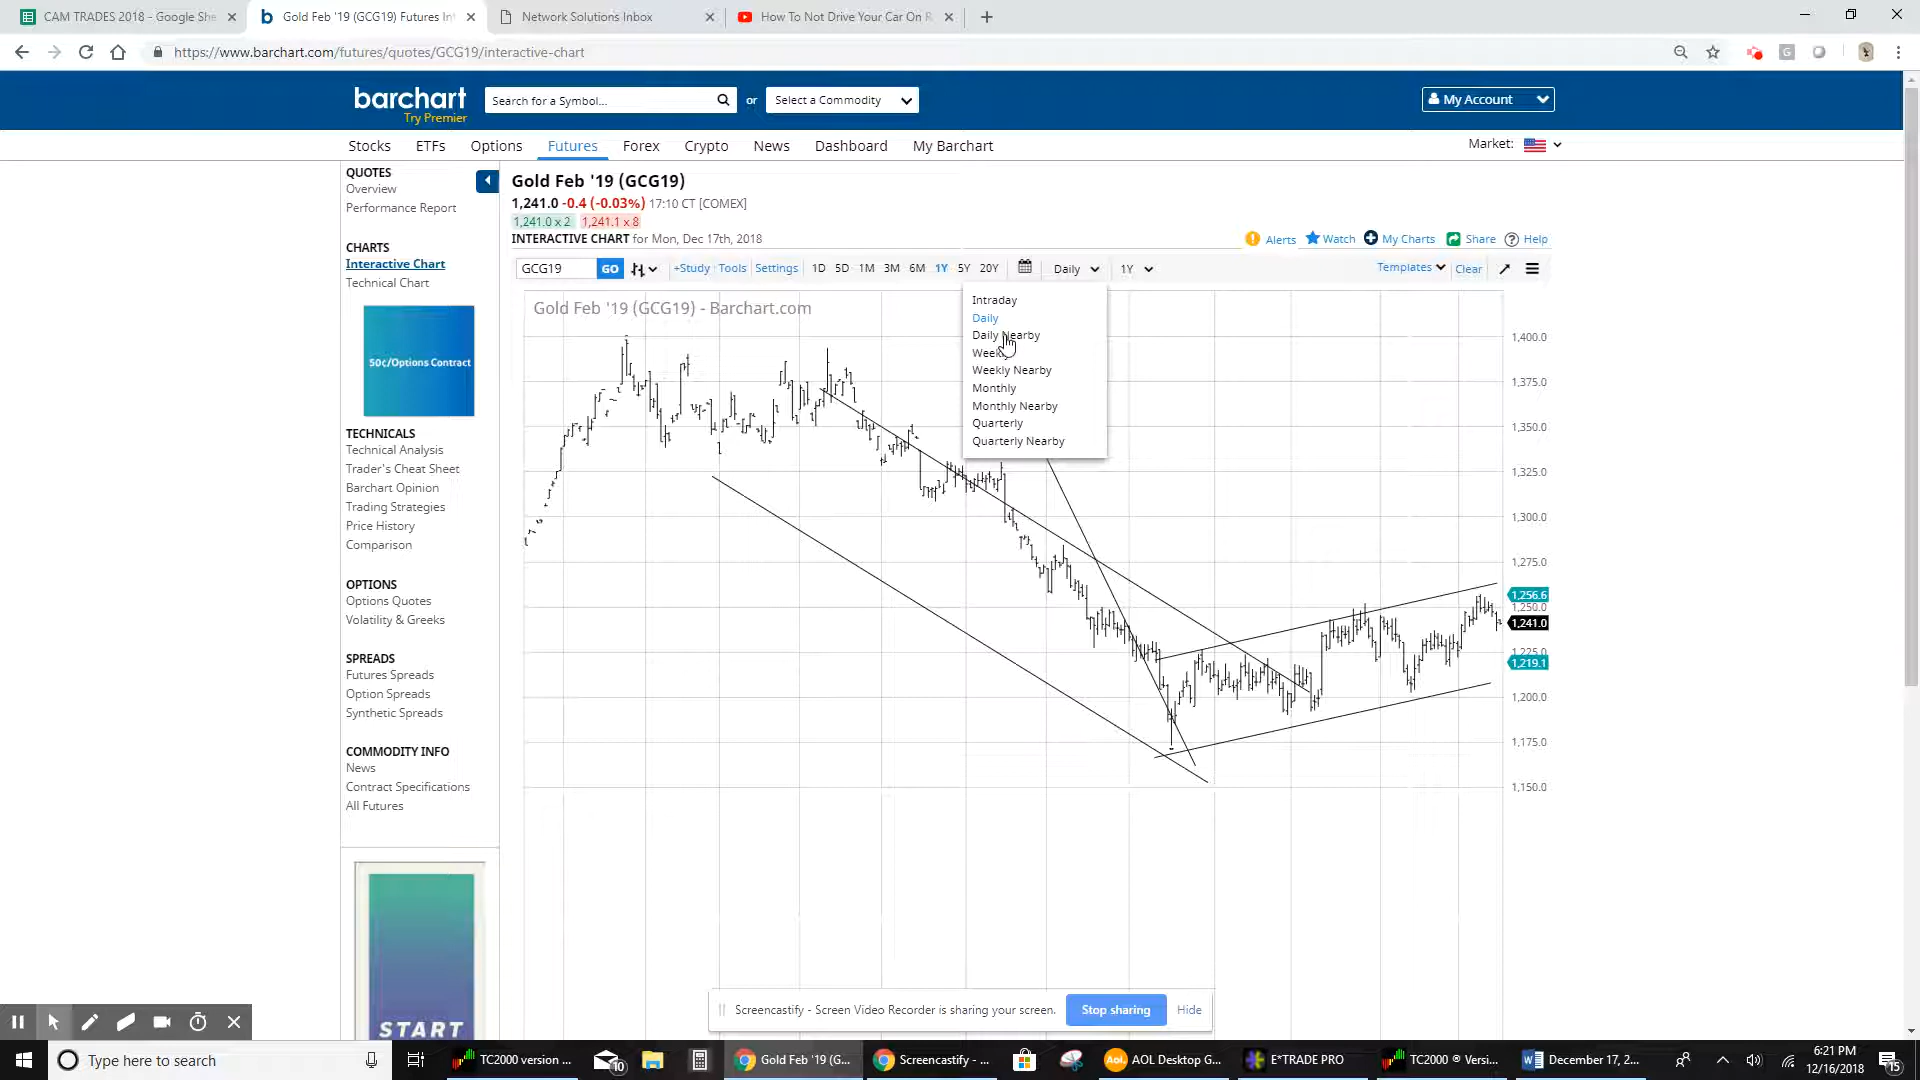 CAM TRADES 2018 - Google She
Gold Feb '19 (GCG19) Futures Int
Network Solutions Inbox
How To Not Drive Your Car On R
https://www.barchart.com/futures/quotes/GCG19/interactive-chart
barchart
Try Premier
Search for a Symbol...
or
Select a Commodity
My Account
Stocks ETFs Options Futures Forex Crypto News Dashboard My Barchart
Market:
QUOTES
Overview
Performance Report
CHARTS
Interactive Chart
Technical Chart
50¢/Options Contract
TECHNICALS
Technical Analysis
Trader's Cheat Sheet
Barchart Opinion
Trading Strategies
Price History
Comparison
OPTIONS
Options Quotes
Volatility & Greeks
SPREADS
Futures Spreads
Option Spreads
Synthetic Spreads
COMMODITY INFO
News
Contract Specifications
All Futures
START
Gold Feb '19 (GCG19)
1,241.0 -0.4 (-0.03%) 17:10 CT [COMEX]
1,241.0 x 2 1,241.1 x 8
INTERACTIVE CHART for Mon, Dec 17th, 2018
Alerts Watch My Charts Share Help
GCG19 GO +Study Tools Settings 1D 5D 1M 3M 6M 1Y 5Y 20Y Daily 1Y Templates Clear
Gold Feb '19 (GCG19) - Barchart.com
Intraday
Daily
Daily Nearby
Weekly
Weekly Nearby
Monthly
Monthly Nearby
Quarterly
Quarterly Nearby
1,400.0
1,375.0
1,350.0
1,325.0
1,300.0
1,275.0
1,256.6
1,250.0
1,241.0
1,225.0
1,219.1
1,200.0
1,175.0
1,150.0
Screencastify - Screen Video Recorder is sharing your screen.
Stop sharing
Hide
Type here to search
TC2000 version ...
10
Gold Feb '19 (G...
Screencastify - ...
AOL Desktop G...
E*TRADE PRO
TC2000 ® Versi...
December 17, 2...
6:21 PM
12/16/2018
15